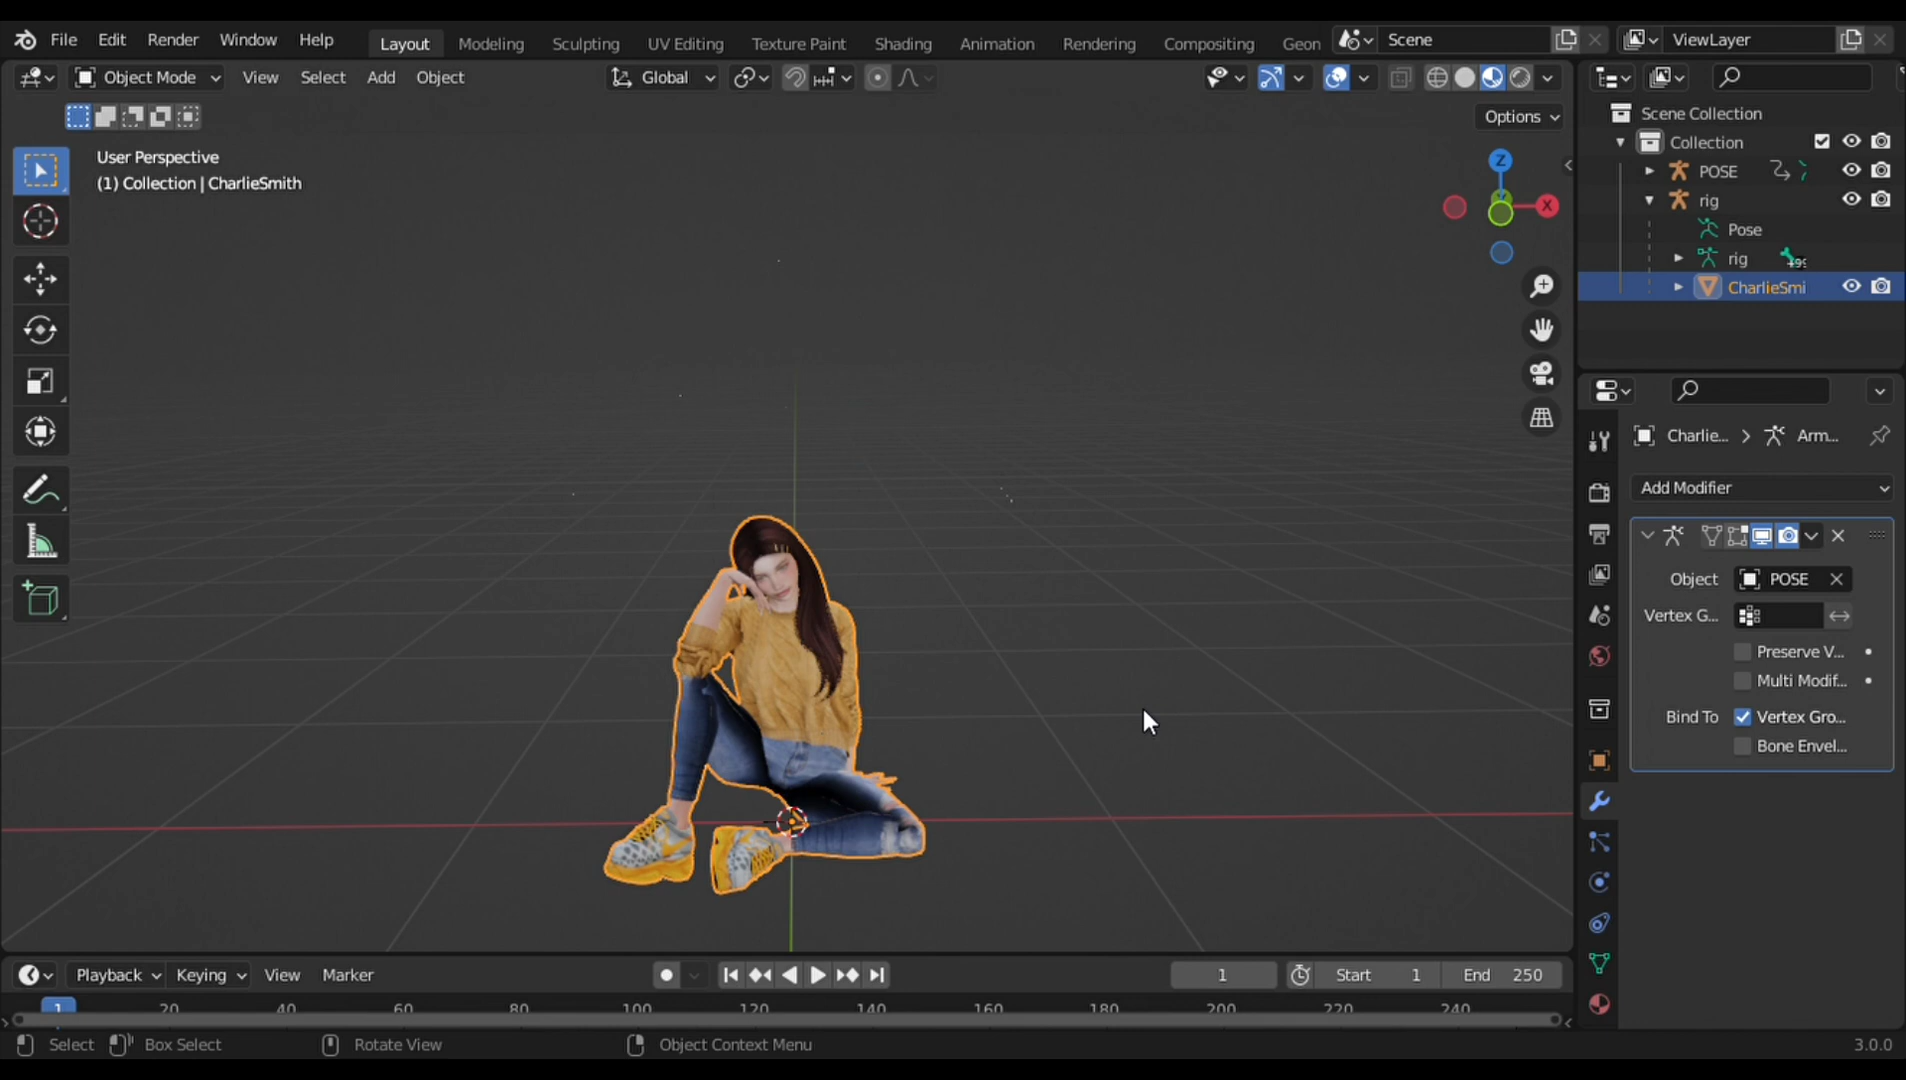 File Edit Render Window Help Layout Modeling Sculpting UV Editing Texture Paint Shading Animation Rendering Compositing Geon Scene ViewLayer
Object Mode View Select Add Object Global
Options
User Perspective
(1) Collection | CharlieSmith
Z
X
Scene Collection
Collection
POSE
rig
Pose
rig
CharlieSmi
Charlie... > Arm...
Add Modifier
Object POSE
Vertex G...
Preserve V...
Multi Modif...
Bind To Vertex Gro...
Bone Envel...
Playback Keying View Marker 1 Start 1 End 250
1 20 40 60 80 100 120 140 160 180 200 220 240
Select Box Select Rotate View Object Context Menu 3.0.0